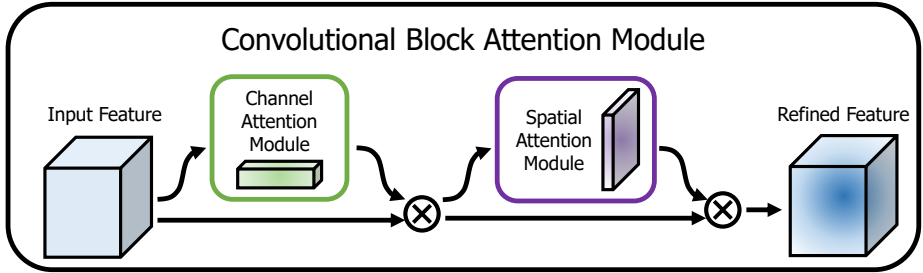 Convolutional Block Attention Module
Input Feature
Channel
Attention
Module
Spatial
Attention
Module
Refined Feature